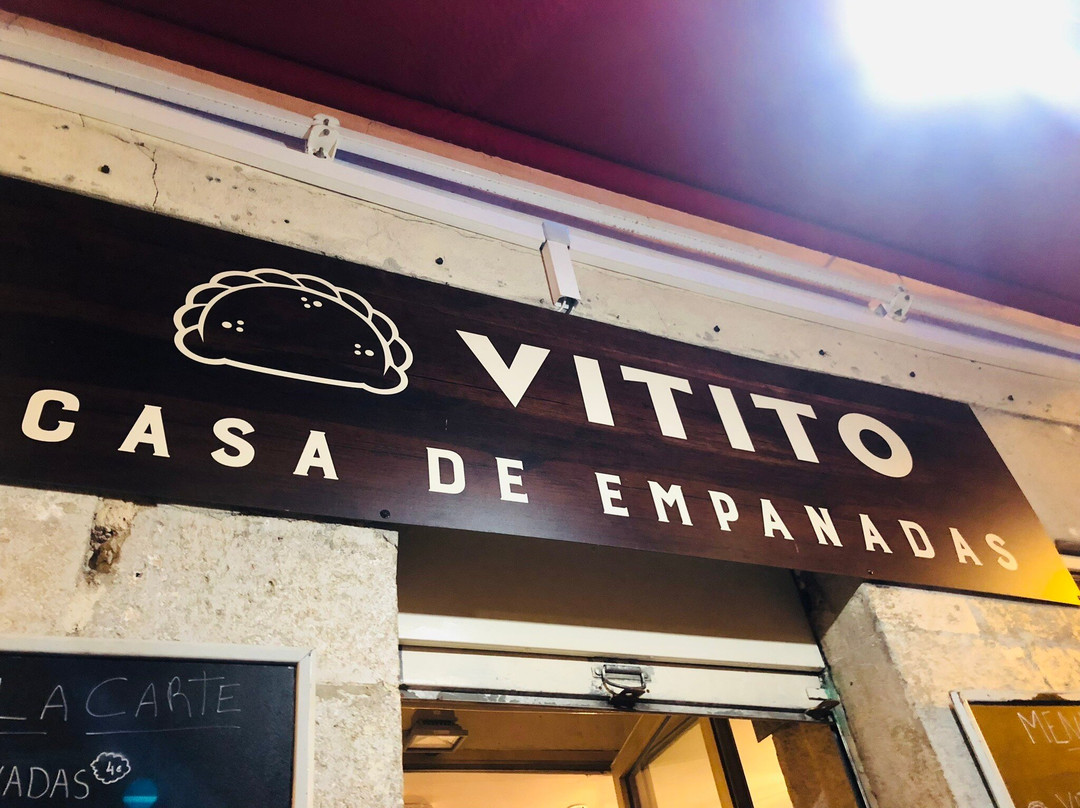 VITITO
CASA DE EMPANADAS
LA CARTE
4€